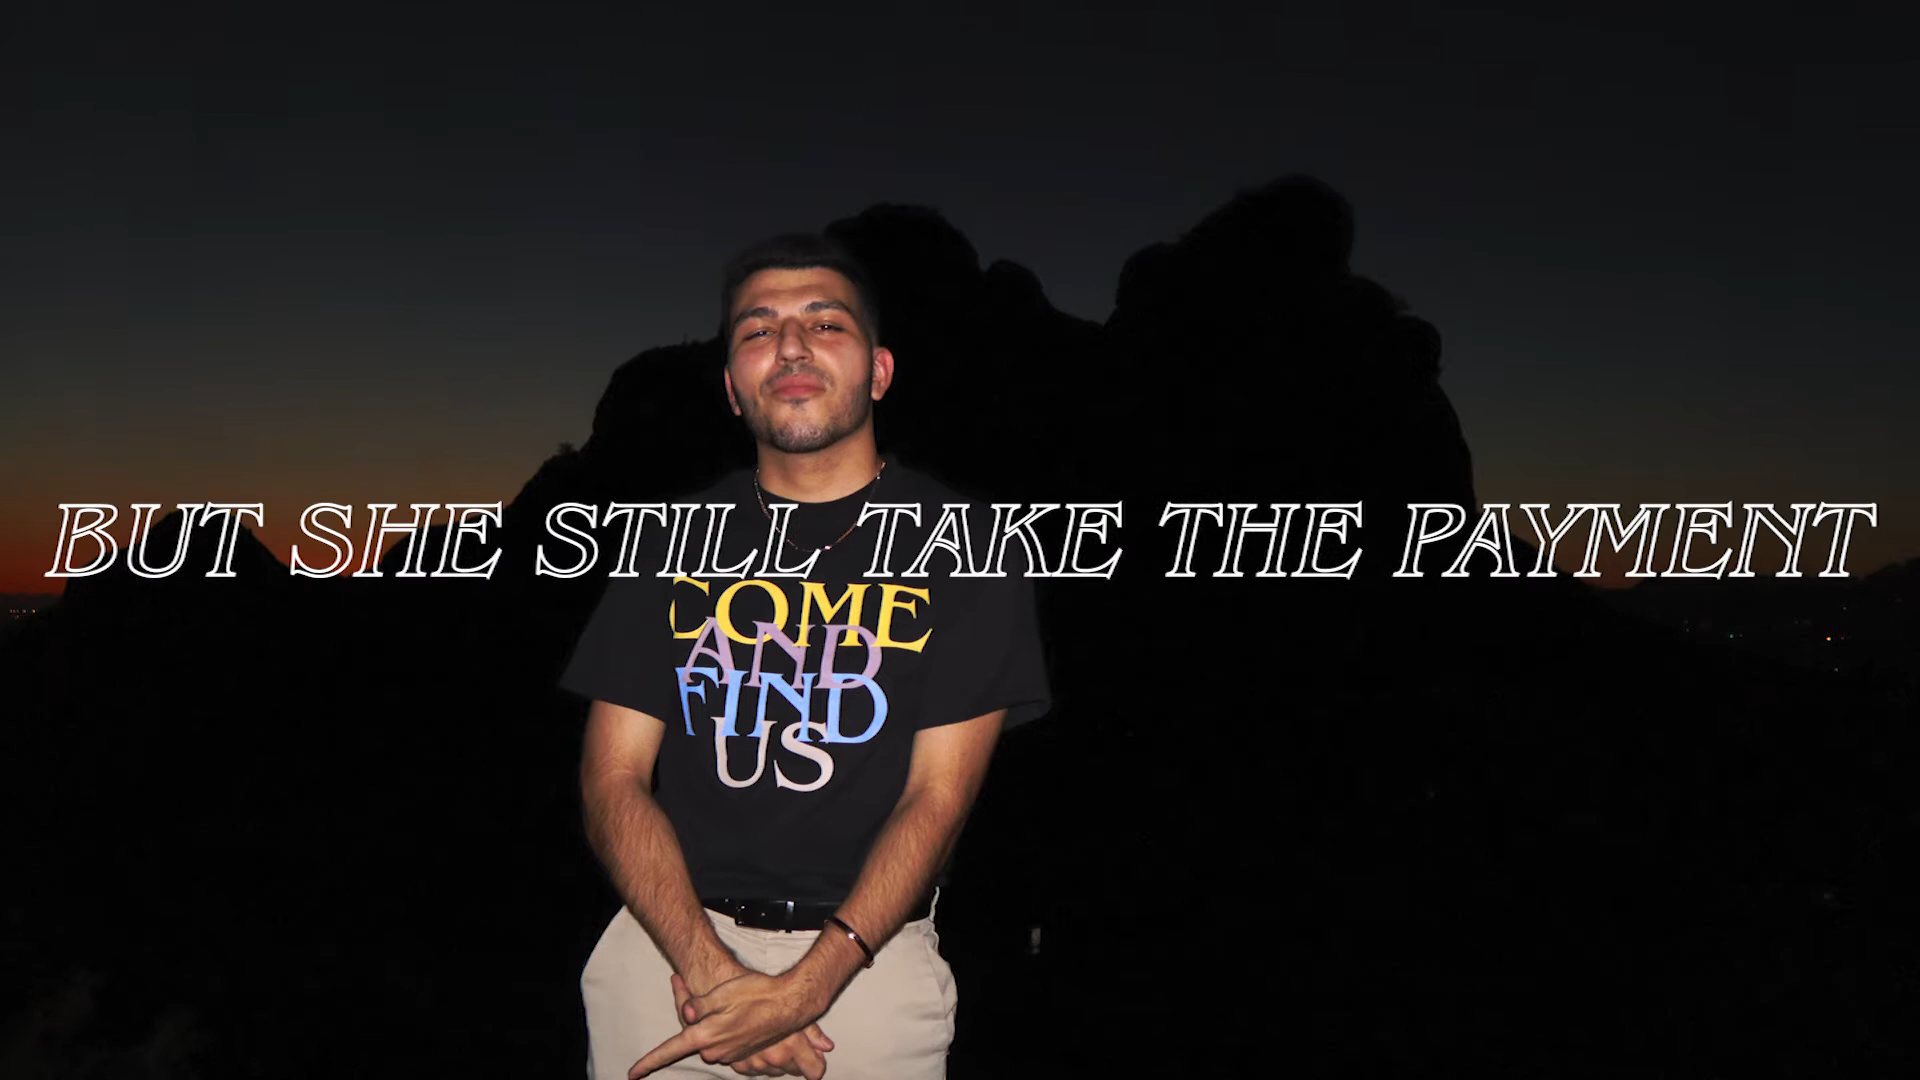 BUT SHE STILL TAKE THE PAYMENT
COME
AND
FIND
US